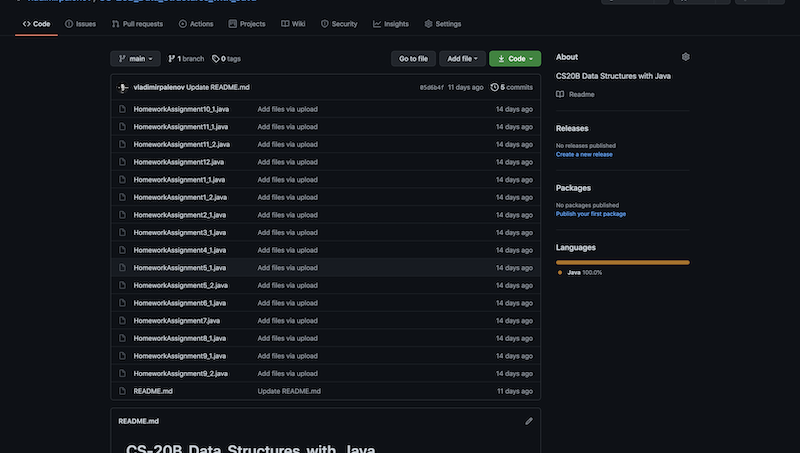 Code Issues Pull requests Actions Projects Wiki Security Insights Settings
main 1 branch 0 tags Go to file Add file Code
vladimirpalenov Update README.md 85d6b4f 11 days ago 5 commits
HomeworkAssignment10_1.java Add files via upload 14 days ago
HomeworkAssignment11_1.java Add files via upload 14 days ago
HomeworkAssignment11_2.java Add files via upload 14 days ago
HomeworkAssignment12.java Add files via upload 14 days ago
HomeworkAssignment1_1.java Add files via upload 14 days ago
HomeworkAssignment1_2.java Add files via upload 14 days ago
HomeworkAssignment2_1.java Add files via upload 14 days ago
HomeworkAssignment3_1.java Add files via upload 14 days ago
HomeworkAssignment4_1.java Add files via upload 14 days ago
HomeworkAssignment5_1.java Add files via upload 14 days ago
HomeworkAssignment5_2.java Add files via upload 14 days ago
HomeworkAssignment6_1.java Add files via upload 14 days ago
HomeworkAssignment7.java Add files via upload 14 days ago
HomeworkAssignment8_1.java Add files via upload 14 days ago
HomeworkAssignment9_1.java Add files via upload 14 days ago
HomeworkAssignment9_2.java Add files via upload 14 days ago
README.md Update README.md 11 days ago
README.md
CS-20B Data Structures with Java
About
CS20B Data Structures with Java
Readme
Releases
No releases published
Create a new release
Packages
No packages published
Publish your first package
Languages
Java 100.0%